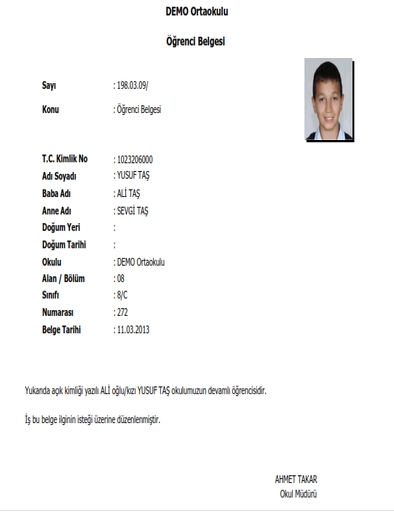 DEMO Ortaokulu
Öğrenci Belgesi
Sayı : 198.03.09/
Konu : Öğrenci Belgesi
T.C. Kimlik No : 1023206000
Adı Soyadı : YUSUF TAŞ
Baba Adı : ALİ TAŞ
Anne Adı : SEVGİ TAŞ
Doğum Yeri :
Doğum Tarihi :
Okulu : DEMO Ortaokulu
Alan / Bölüm : 08
Sınıfı : 8/C
Numarası : 272
Belge Tarihi : 11.03.2013
Yukarıda açık kimliği yazılı ALİ oğlu/kızı YUSUF TAŞ okulumuzun devamlı öğrencisidir.
İş bu belge ilginin isteği üzerine düzenlenmiştir.
AHMET TAKAR
Okul Müdürü